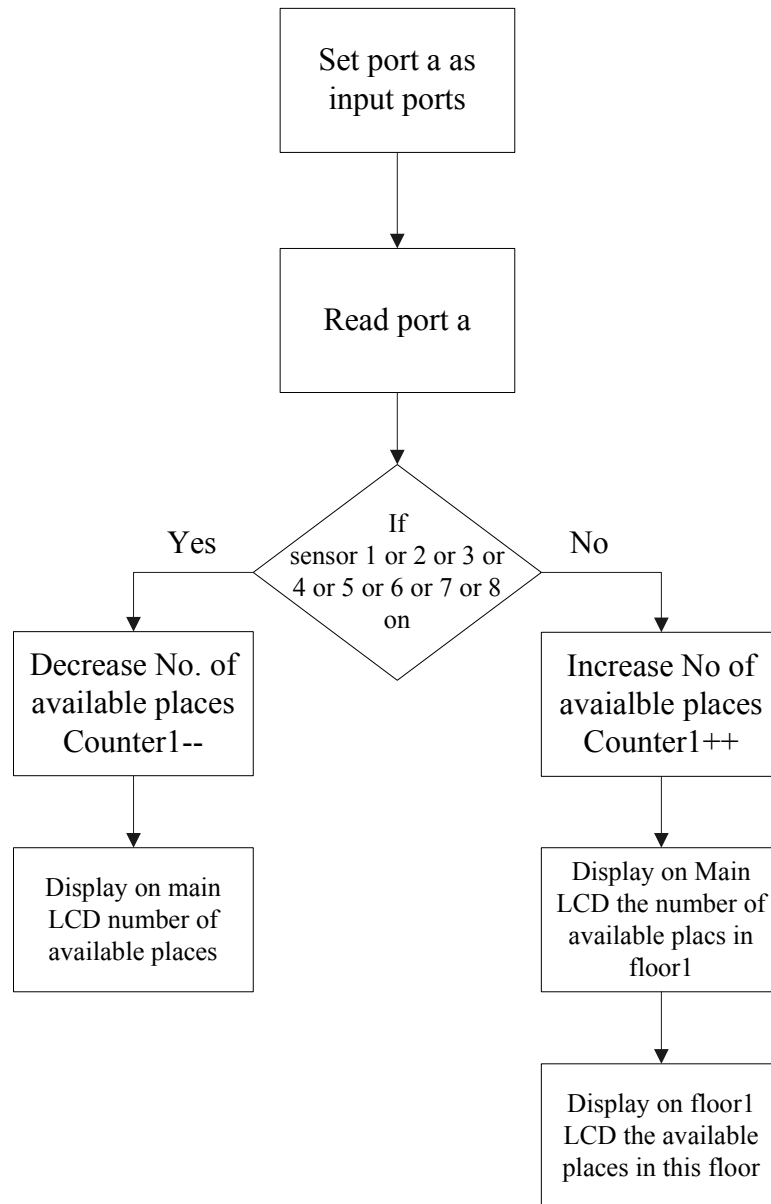 Set port a as
input ports
Read port a
If
sensor 1 or 2 or 3 or
4 or 5 or 6 or 7 or 8
on
Yes
No
Decrease No. of
available places
Counter1--
Increase No of
avaialble places
Counter1++
Display on main
LCD number of
available places
Display on Main
LCD the number of
available placs in
floor1
Display on floor1
LCD the available
places in this floor